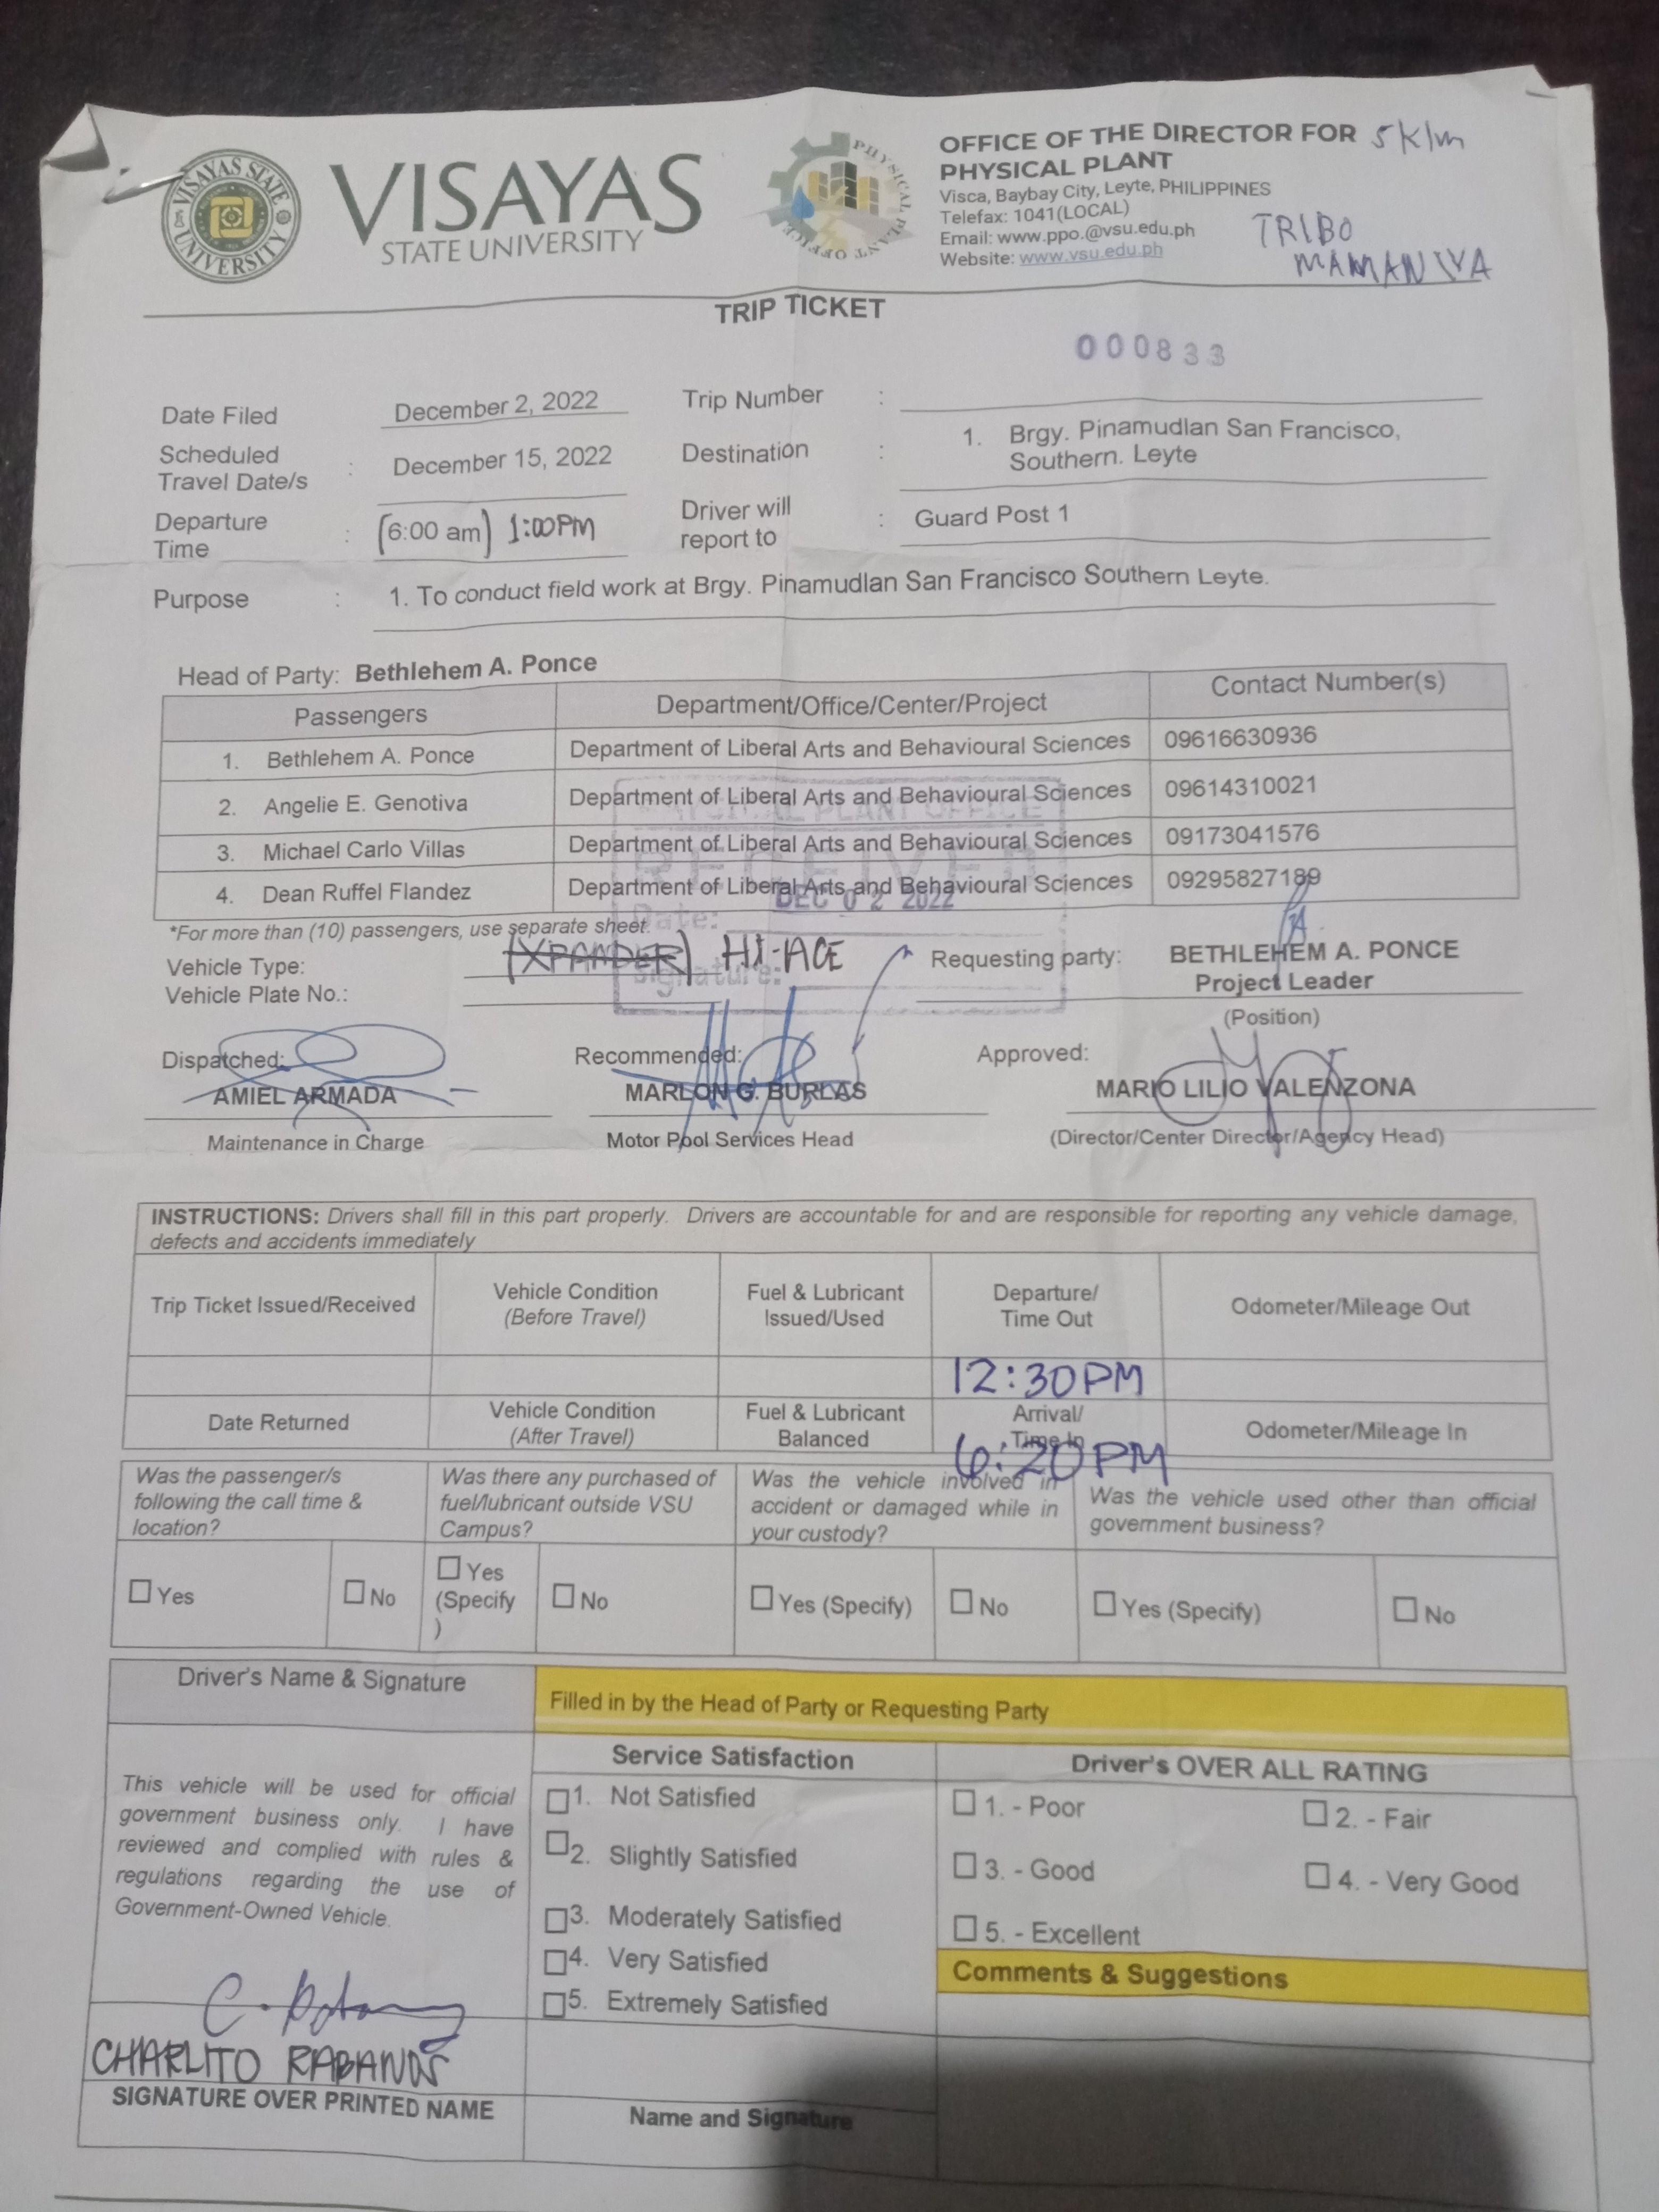 VISAYAS STATE UNIVERSITY
VISAYAS
STATE UNIVERSITY
PHYSICAL PLANT OFFICE
OFFICE OF THE DIRECTOR FOR 5k/m
PHYSICAL PLANT
Visca, Baybay City, Leyte, PHILIPPINES
Telefax: 1041(LOCAL)
Email: www.ppo.@vsu.edu.ph
Website: www.vsu.edu.ph
TRIBO
MAMANWA
TRIP TICKET
000833
Date Filed December 2, 2022 Trip Number :
Scheduled Travel Date/s : December 15, 2022 Destination : 1. Brgy. Pinamudlan San Francisco,
Southern. Leyte
Departure Time : (6:00 am) 1:00PM Driver will report to : Guard Post 1
Purpose : 1. To conduct field work at Brgy. Pinamudlan San Francisco Southern Leyte.
Head of Party: Bethlehem A. Ponce
Passengers Department/Office/Center/Project Contact Number(s)
1. Bethlehem A. Ponce Department of Liberal Arts and Behavioural Sciences 09616630936
2. Angelie E. Genotiva Department of Liberal Arts and Behavioural Sciences 09614310021
3. Michael Carlo Villas Department of Liberal Arts and Behavioural Sciences 09173041576
4. Dean Ruffel Flandez Department of Liberal Arts and Behavioural Sciences 09295827189
PHYSICAL PLANT OFFICE
RECEIVED
DEC 02 2022
Date:
Signature:
*For more than (10) passengers, use separate sheet.
Vehicle Type: (XPANDER) HI-ACE
Vehicle Plate No.:
Requesting party: BETHLEHEM A. PONCE
Project Leader
(Position)
Dispatched: Recommended: Approved:
AMIEL ARMADA MARLON G. BURLAS MARIO LILIO VALENZONA
Maintenance in Charge Motor Pool Services Head (Director/Center Director/Agency Head)
INSTRUCTIONS: Drivers shall fill in this part properly. Drivers are accountable for and are responsible for reporting any vehicle damage,
defects and accidents immediately
Trip Ticket Issued/Received Vehicle Condition (Before Travel) Fuel & Lubricant Issued/Used Departure/ Time Out Odometer/Mileage Out
12:30PM
Date Returned Vehicle Condition (After Travel) Fuel & Lubricant Balanced Arrival/ Time In Odometer/Mileage In
6:20PM
Was the passenger/s following the call time & location? Was there any purchased of fuel/lubricant outside VSU Campus? Was the vehicle involved in accident or damaged while in your custody? Was the vehicle used other than official government business?
Yes No Yes (Specify) No Yes (Specify) No Yes (Specify) No
Driver's Name & Signature Filled in by the Head of Party or Requesting Party
Service Satisfaction Driver's OVER ALL RATING
This vehicle will be used for official
government business only. I have
reviewed and complied with rules &
regulations regarding the use of
Government-Owned Vehicle.
1. Not Satisfied
2. Slightly Satisfied
3. Moderately Satisfied
4. Very Satisfied
5. Extremely Satisfied
1. - Poor 2. - Fair
3. - Good 4. - Very Good
5. - Excellent
Comments & Suggestions
CHARLITO RABANOS
SIGNATURE OVER PRINTED NAME
Name and Signature